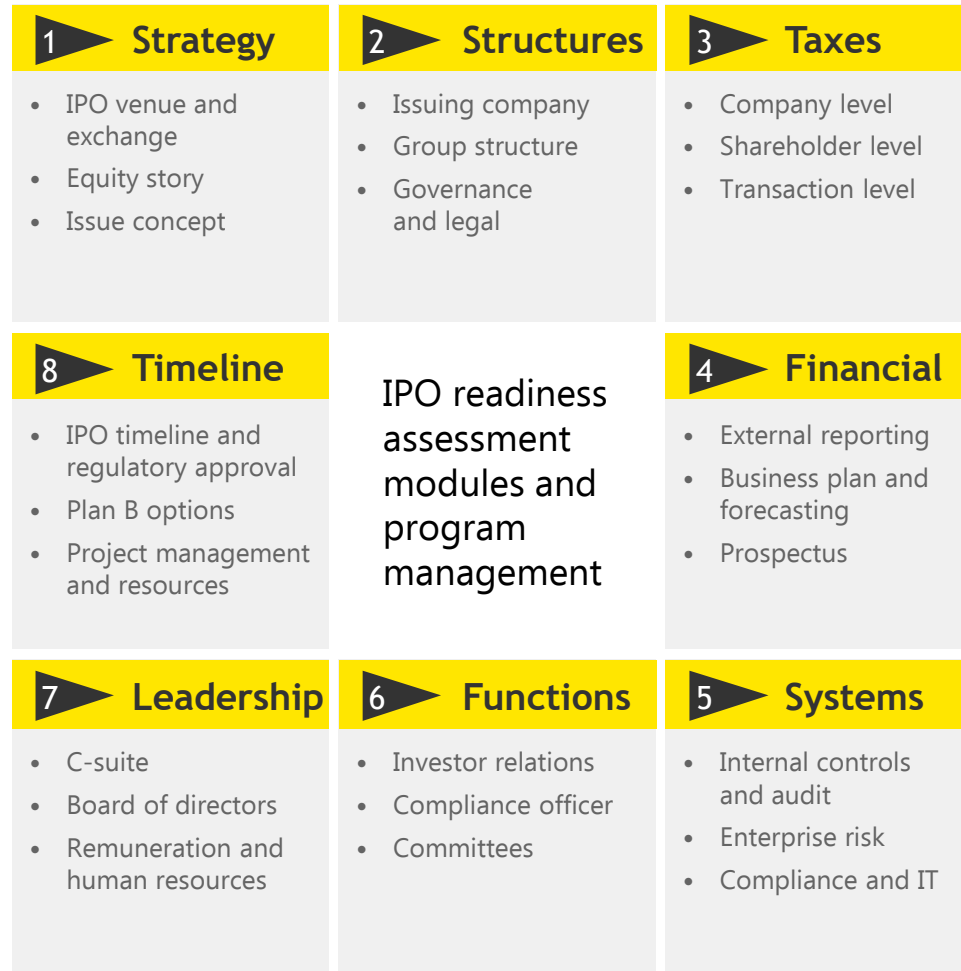 1 Strategy
• IPO venue and
exchange
• Equity story
• Issue concept
2 Structures
• Issuing company
• Group structure
• Governance
and legal
3 Taxes
• Company level
• Shareholder level
• Transaction level
8 Timeline
• IPO timeline and
regulatory approval
• Plan B options
• Project management
and resources
IPO readiness
assessment
modules and
program
management
4 Financial
• External reporting
• Business plan and
forecasting
• Prospectus
7 Leadership
• C-suite
• Board of directors
• Remuneration and
human resources
6 Functions
• Investor relations
• Compliance officer
• Committees
5 Systems
• Internal controls
and audit
• Enterprise risk
• Compliance and IT